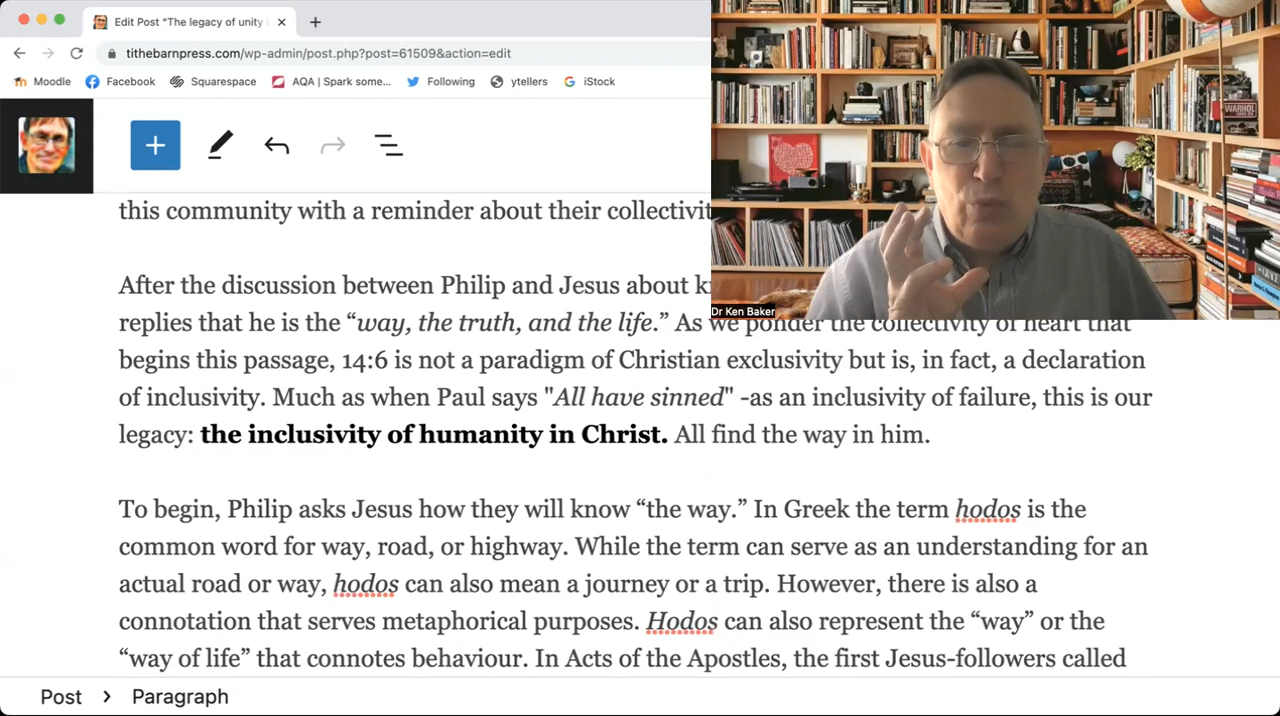 Edit Post "The legacy of unity
tithebarnpress.com/wp-admin/post.php?post=61509&action=edit
Moodle Facebook Squarespace AQA | Spark some... Following vtellers iStock
WARHOL
Dr Ken Baker
this community with a reminder about their collectivit
After the discussion between Philip and Jesus about
replies that he is the “way, the truth, and the life.” As we ponder the collectivity of heart that
begins this passage, 14:6 is not a paradigm of Christian exclusivity but is, in fact, a declaration
of inclusivity. Much as when Paul says "All have sinned" -as an inclusivity of failure, this is our
legacy: the inclusivity of humanity in Christ. All find the way in him.
To begin, Philip asks Jesus how they will know “the way.” In Greek the term hodos is the
common word for way, road, or highway. While the term can serve as an understanding for an
actual road or way, hodos can also mean a journey or a trip. However, there is also a
connotation that serves metaphorical purposes. Hodos can also represent the “way” or the
“way of life” that connotes behaviour. In Acts of the Apostles, the first Jesus-followers called
Post > Paragraph